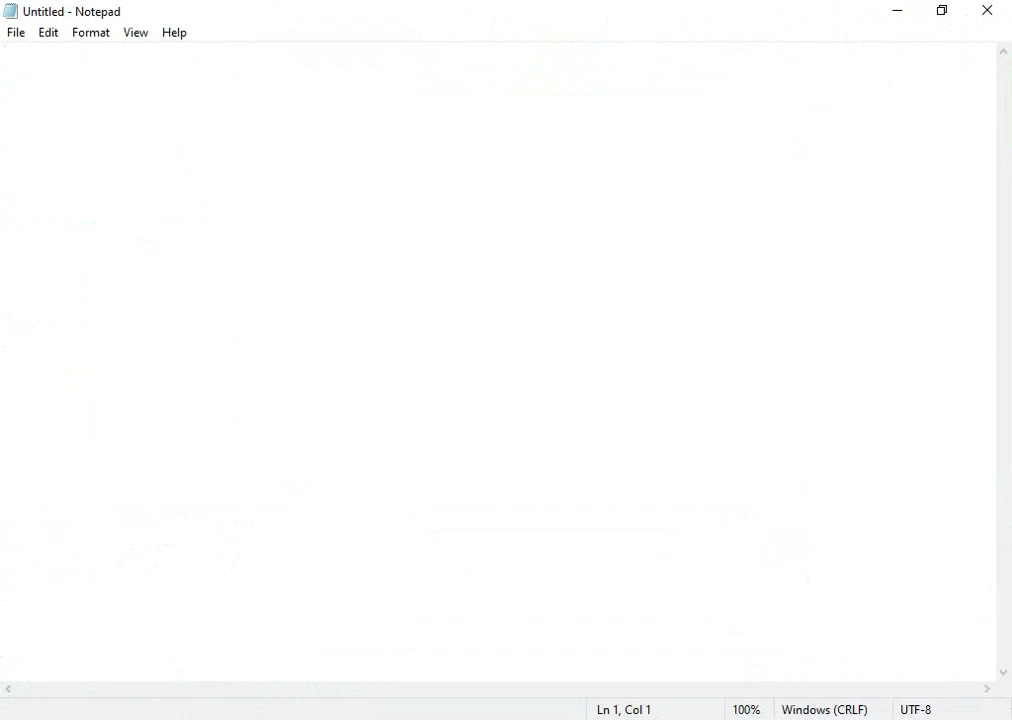 Untitled - Notepad
File Edit Format View Help
Ln 1, Col 1 100% Windows (CRLF) UTF-8